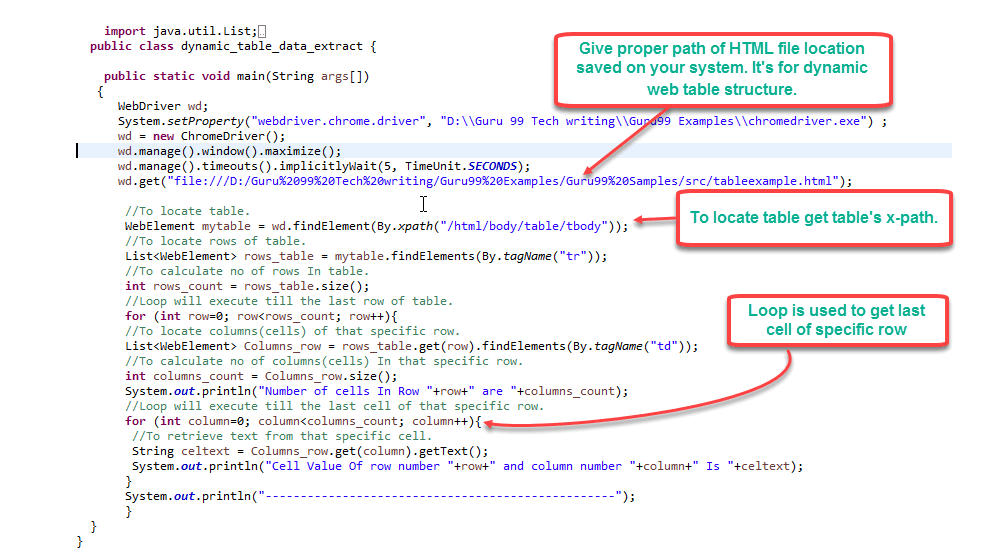 import java.util.List;
public class dynamic_table_data_extract {
public static void main(String args[])
{
WebDriver wd;
System.setProperty("webdriver.chrome.driver", "D:\\Guru 99 Tech writing\\Guru99 Examples\\chromedriver.exe") ;
wd = new ChromeDriver();
wd.manage().window().maximize();
wd.manage().timeouts().implicitlyWait(5, TimeUnit.SECONDS);
wd.get("file:///D:/Guru%2099%20Tech%20writing/Guru99%20Examples/Guru99%20Samples/src/tableexample.html");
//To locate table.
WebElement mytable = wd.findElement(By.xpath("/html/body/table/tbody"));
//To locate rows of table.
List<WebElement> rows_table = mytable.findElements(By.tagName("tr"));
//To calculate no of rows In table.
int rows_count = rows_table.size();
//Loop will execute till the last row of table.
for (int row=0; row<rows_count; row++){
//To locate columns(cells) of that specific row.
List<WebElement> Columns_row = rows_table.get(row).findElements(By.tagName("td"));
//To calculate no of columns(cells) In that specific row.
int columns_count = Columns_row.size();
System.out.println("Number of cells In Row "+row+" are "+columns_count);
//Loop will execute till the last cell of that specific row.
for (int column=0; column<columns_count; column++){
//To retrieve text from that specific cell.
String celtext = Columns_row.get(column).getText();
System.out.println("Cell Value Of row number "+row+" and column number "+column+" Is "+celtext);
}
System.out.println("--------------------------------------------------");
}
}
}
Give proper path of HTML file location
saved on your system. It's for dynamic
web table structure.
To locate table get table's x-path.
Loop is used to get last
cell of specific row